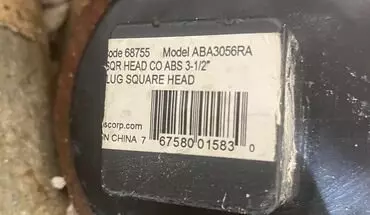 ode 68755 Model ABA3056RA
SQR HEAD CO ABS 3-1/2"
LUG SQUARE HEAD
scorp.com
N CHINA 7 67580 01583 0